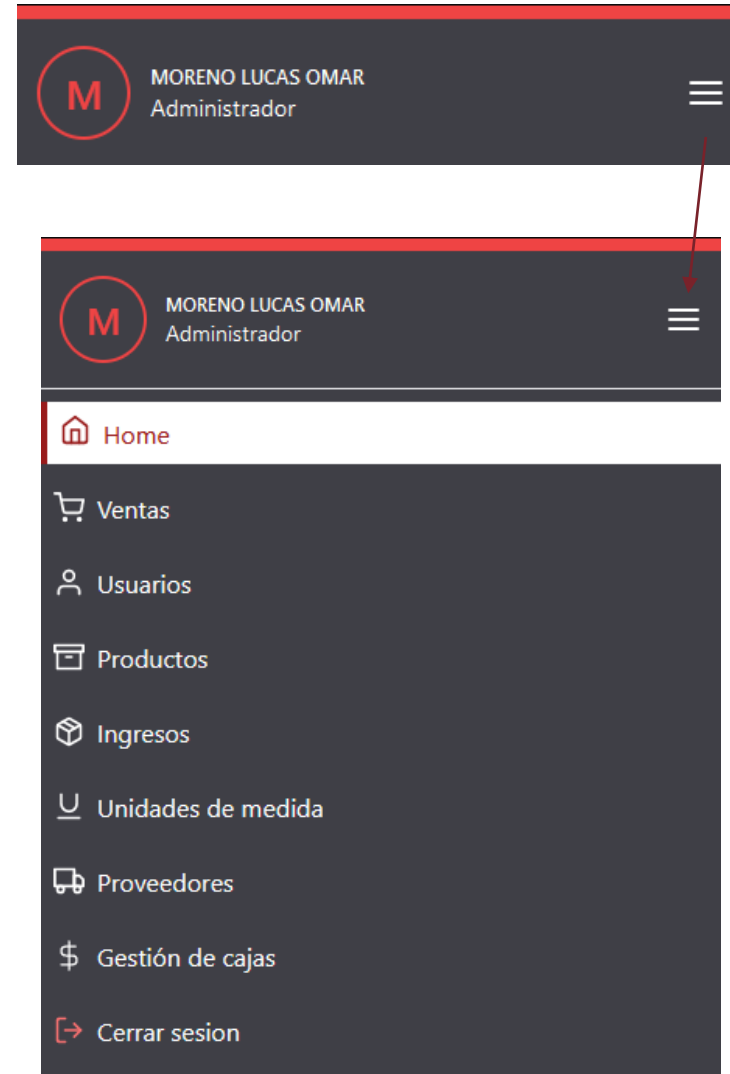 M
MORENO LUCAS OMAR
Administrador
M
MORENO LUCAS OMAR
Administrador
Home
Ventas
Usuarios
Productos
Ingresos
Unidades de medida
Proveedores
Gestión de cajas
Cerrar sesion